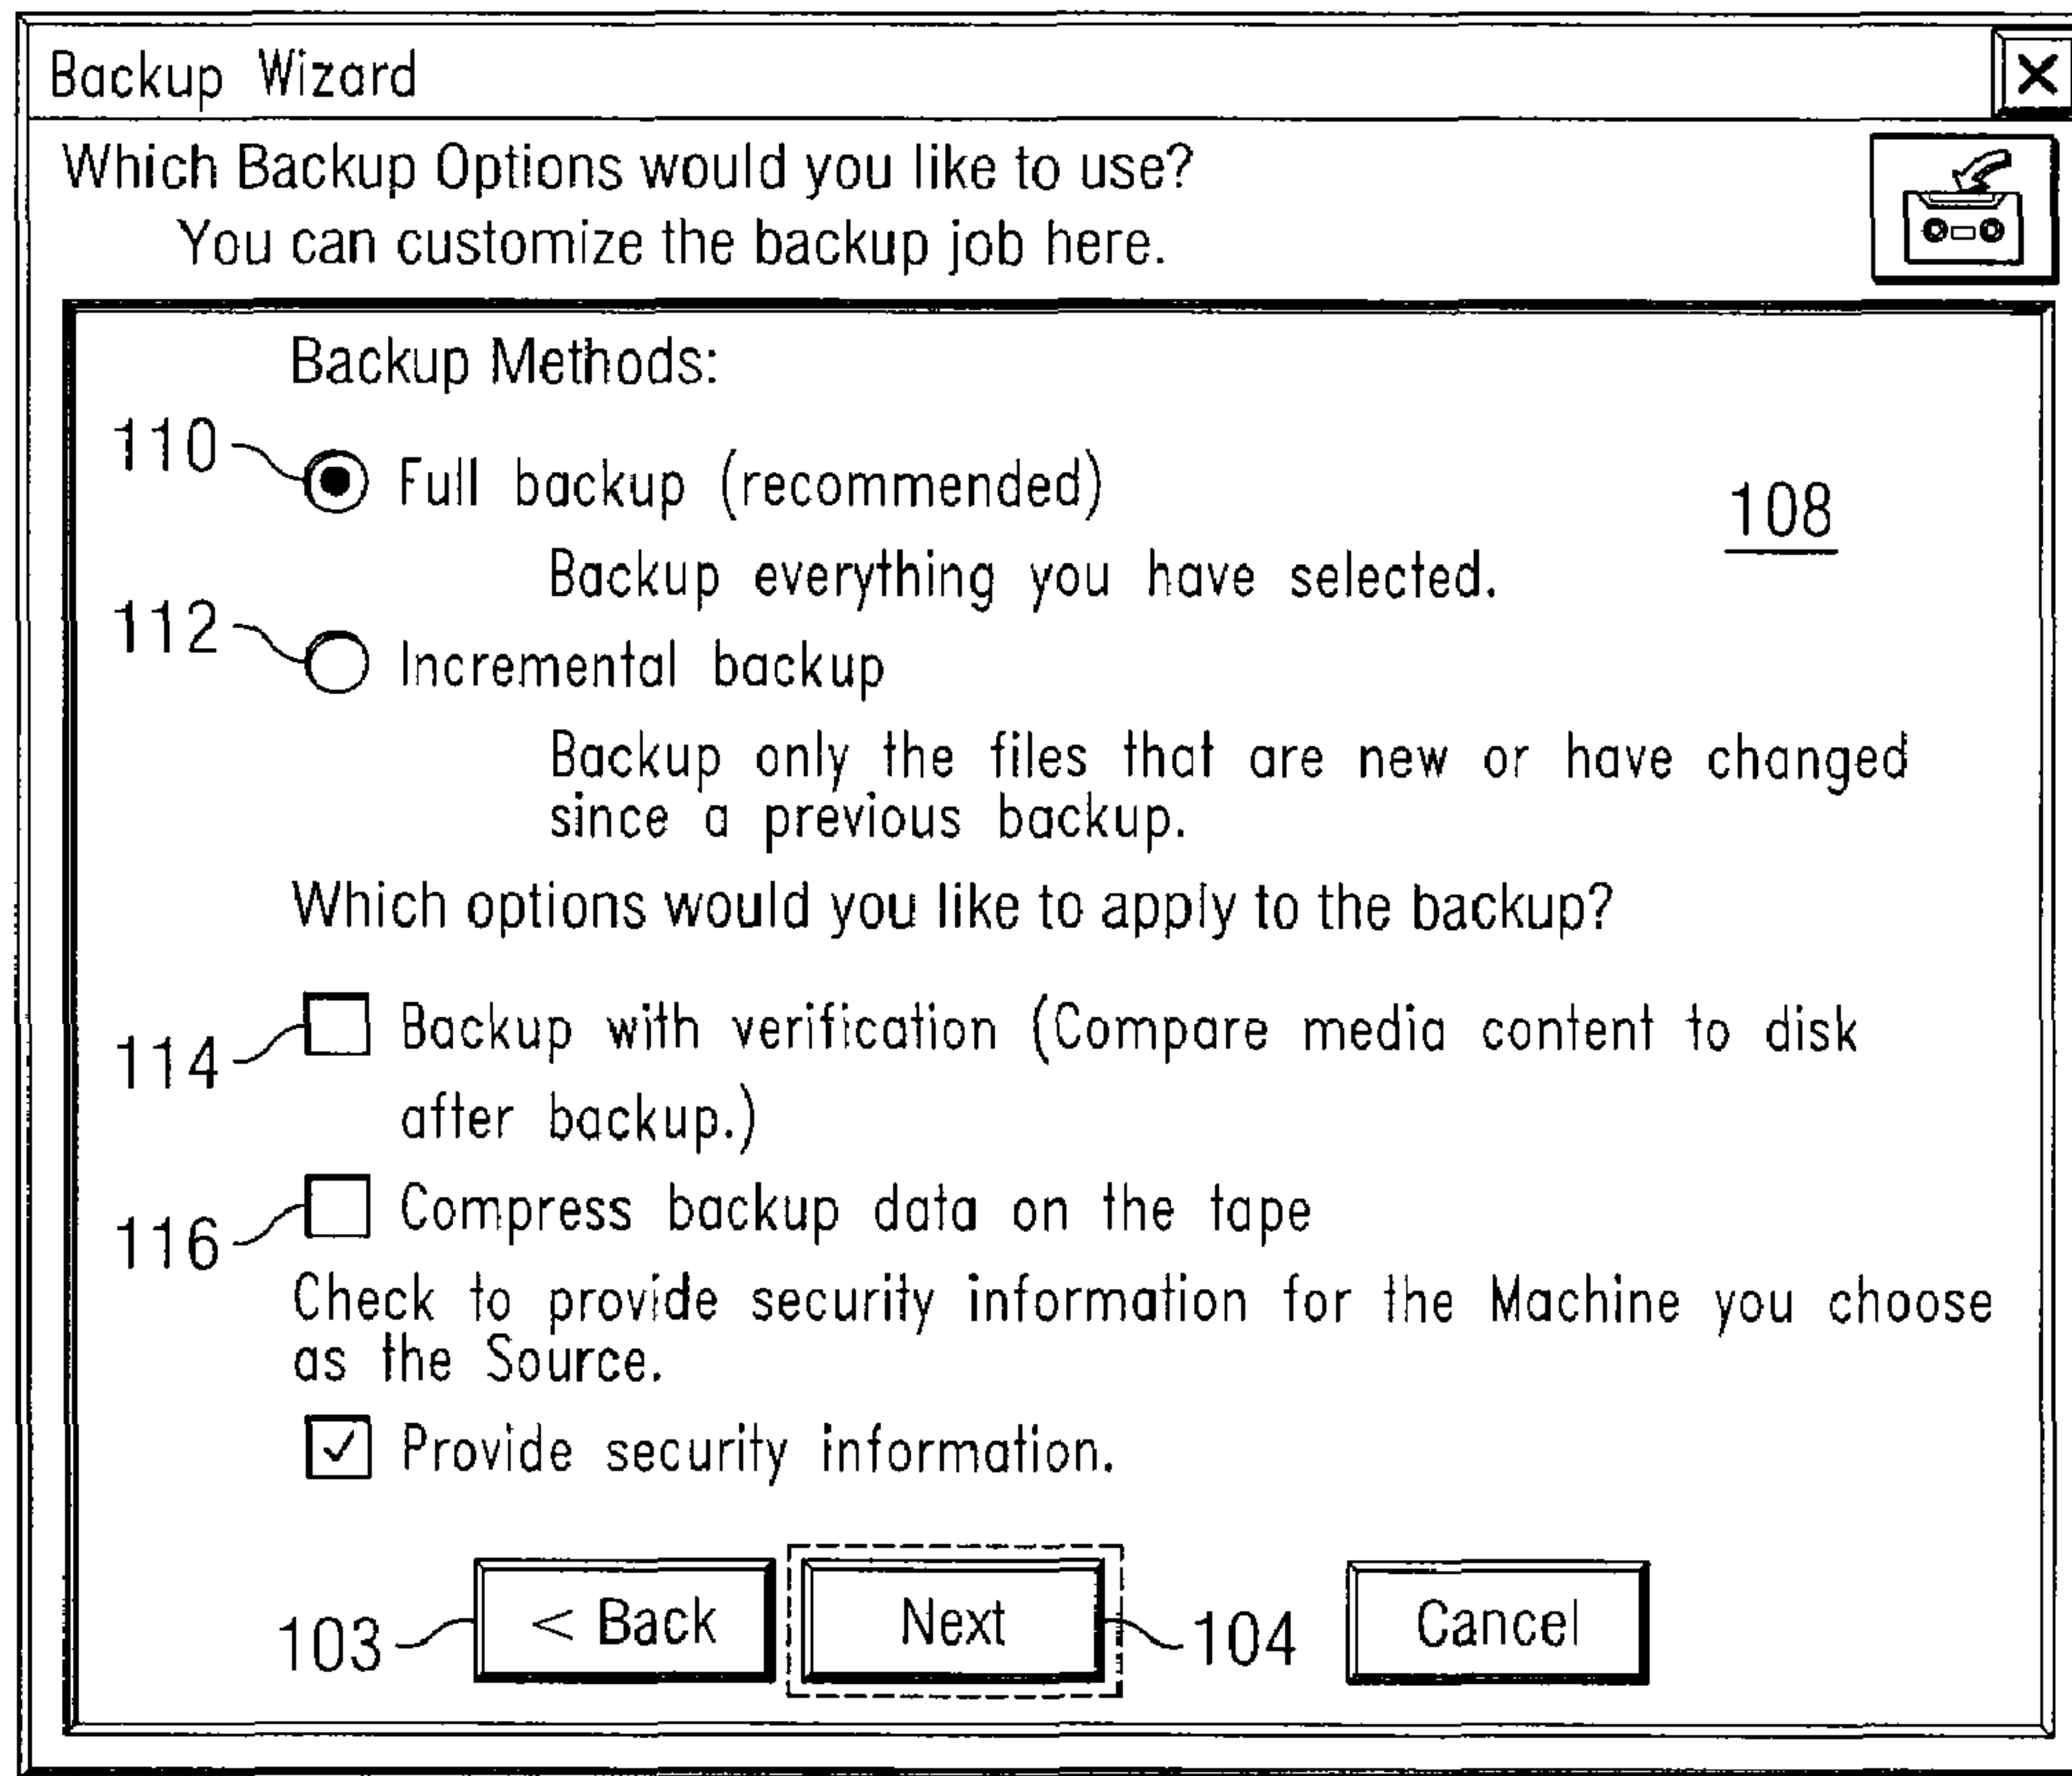 Backup Wizard
X
Which Backup Options would you like to use?
You can customize the backup job here.
Backup Methods:
110
Full backup (recommended)
108
Backup everything you have selected.
112
Incremental backup
Backup only the files that are new or have changed
since a previous backup.
Which options would you like to apply to the backup?
114
Backup with verification (Compare media content to disk
after backup.)
116
Compress backup data on the tape
Check to provide security information for the Machine you choose
as the Source.
Provide security information.
103
< Back
Next
104
Cancel